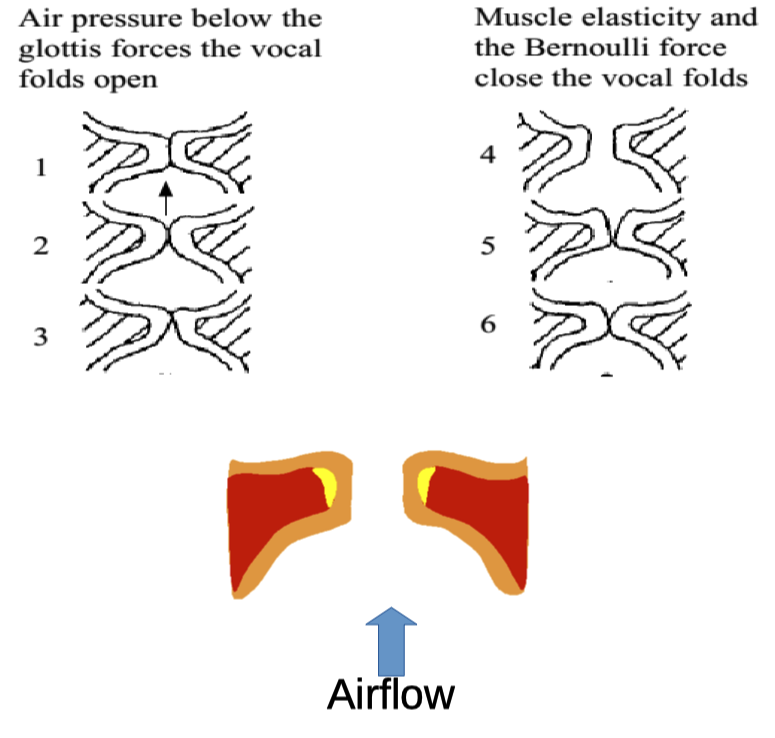 Air pressure below the
glottis forces the vocal
folds open
1
2
3
Muscle elasticity and
the Bernoulli force
close the vocal folds
4
5
6
Airflow